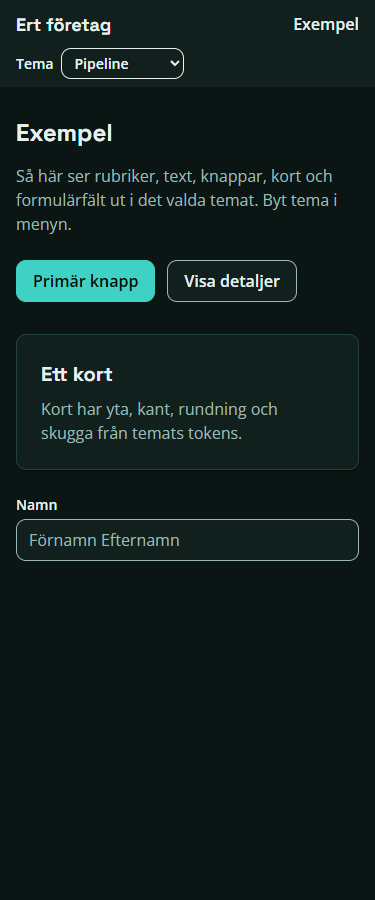 Ert företag
Exempel
Tema
Pipeline
Exempel
Så här ser rubriker, text, knappar, kort och
formulärfält ut i det valda temat. Byt tema i
menyn.
Primär knapp
Visa detaljer
Ett kort
Kort har yta, kant, rundning och
skugga från temats tokens.
Namn
Förnamn Efternamn